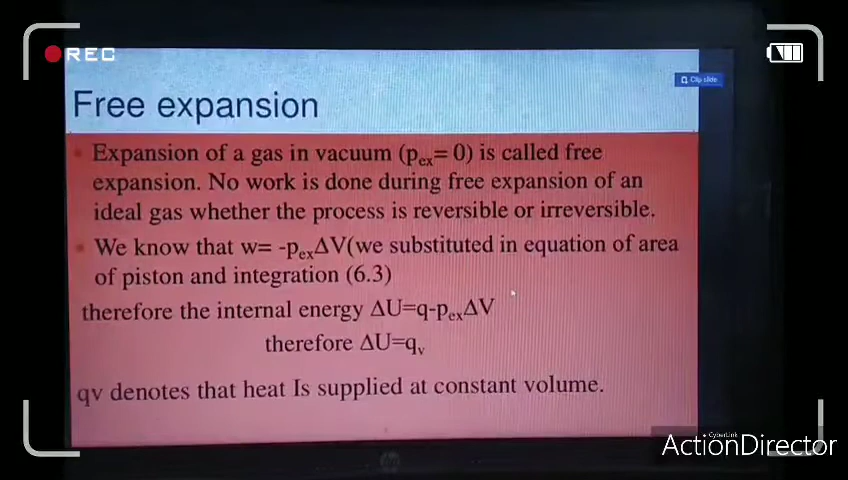 REC
Clip slide
Free expansion
Expansion of a gas in vacuum (pex= 0) is called free
expansion. No work is done during free expansion of an
ideal gas whether the process is reversible or irreversible.
We know that w= -pexΔV(we substituted in equation of area
of piston and integration (6.3)
therefore the internal energy ΔU=q-pexΔV
therefore ΔU=qv
qv denotes that heat Is supplied at constant volume.
hp
CyberLink
ActionDirector